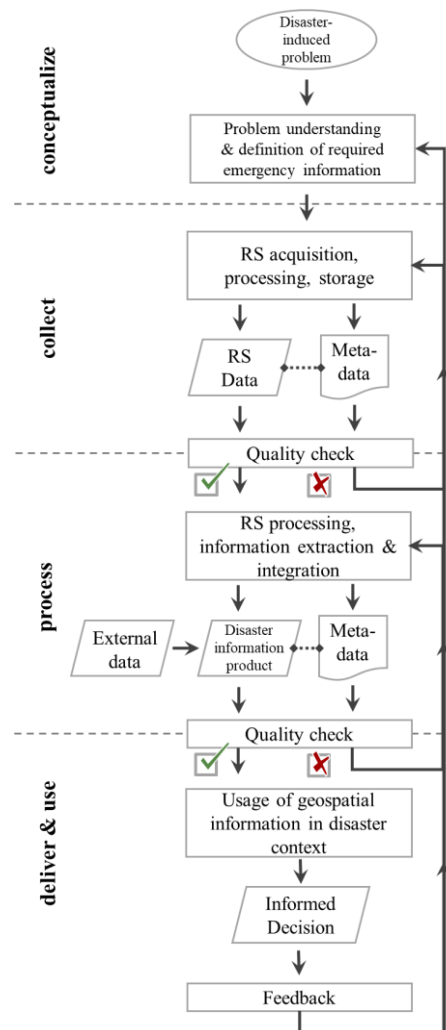 Disaster-
induced
problem
conceptualize
Problem understanding
& definition of required
emergency information
RS acquisition,
processing, storage
collect
RS
Data
Meta-
data
Quality check
RS processing,
information extraction &
integration
process
External
data
Disaster
information
product
Meta-
data
Quality check
deliver & use
Usage of geospatial
information in disaster
context
Informed
Decision
Feedback